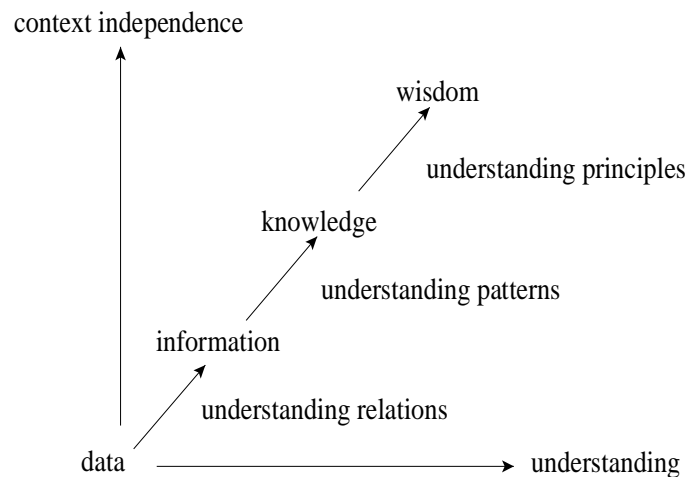 context independence
wisdom
understanding principles
knowledge
understanding patterns
information
understanding relations
data
understanding